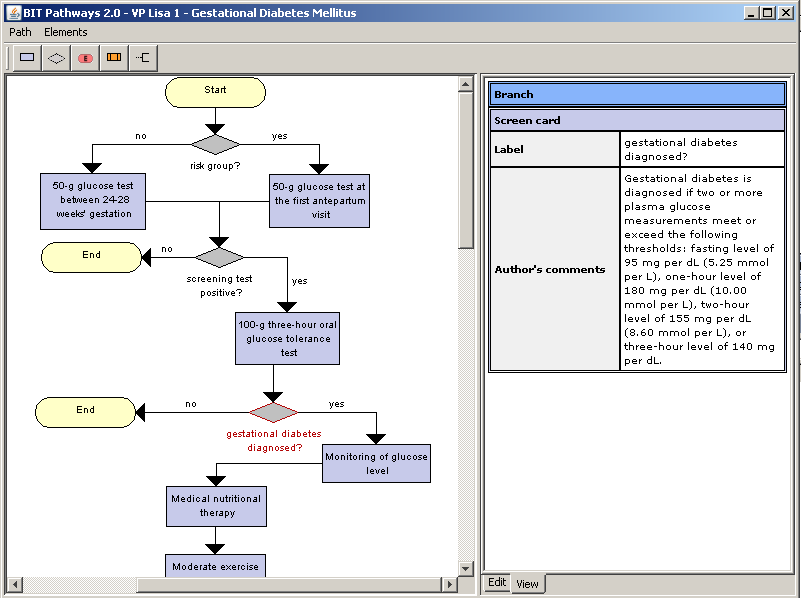 BIT Pathways 2.0 - VP Lisa 1 - Gestational Diabetes Mellitus
Path Elements
E
Start
no
yes
risk group?
50-g glucose test
between 24-28
weeks' gestation
50-g glucose test at
the first antepartum
visit
End
no
screening test
positive?
yes
100-g three-hour oral
glucose tolerance
test
End
no
yes
gestational diabetes
diagnosed?
Monitoring of glucose
level
Medical nutritional
therapy
Moderate exercise
Branch
Screen card
Label
gestational diabetes
diagnosed?
Author's comments
Gestational diabetes is
diagnosed if two or more
plasma glucose
measurements meet or
exceed the following
thresholds: fasting level of
95 mg per dL (5.25 mmol
per L), one-hour level of
180 mg per dL (10.00
mmol per L), two-hour
level of 155 mg per dL
(8.60 mmol per L), or
three-hour level of 140 mg
per dL.
Edit View